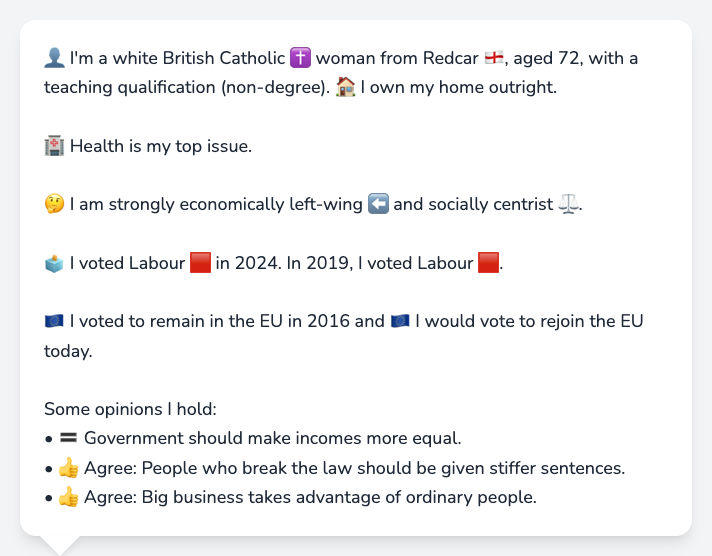 👤 I'm a white British Catholic ✝️ woman from Redcar 🏴󠁧󠁢󠁥󠁮󠁧󠁿, aged 72, with a
teaching qualification (non-degree). 🏠 I own my home outright.
🏥 Health is my top issue.
🤔 I am strongly economically left-wing ⬅️ and socially centrist ⚖️.
🗳️ I voted Labour 🟥 in 2024. In 2019, I voted Labour 🟥.
🇪🇺 I voted to remain in the EU in 2016 and 🇪🇺 I would vote to rejoin the EU
today.
Some opinions I hold:
• 🟰 Government should make incomes more equal.
• 👍 Agree: People who break the law should be given stiffer sentences.
• 👍 Agree: Big business takes advantage of ordinary people.